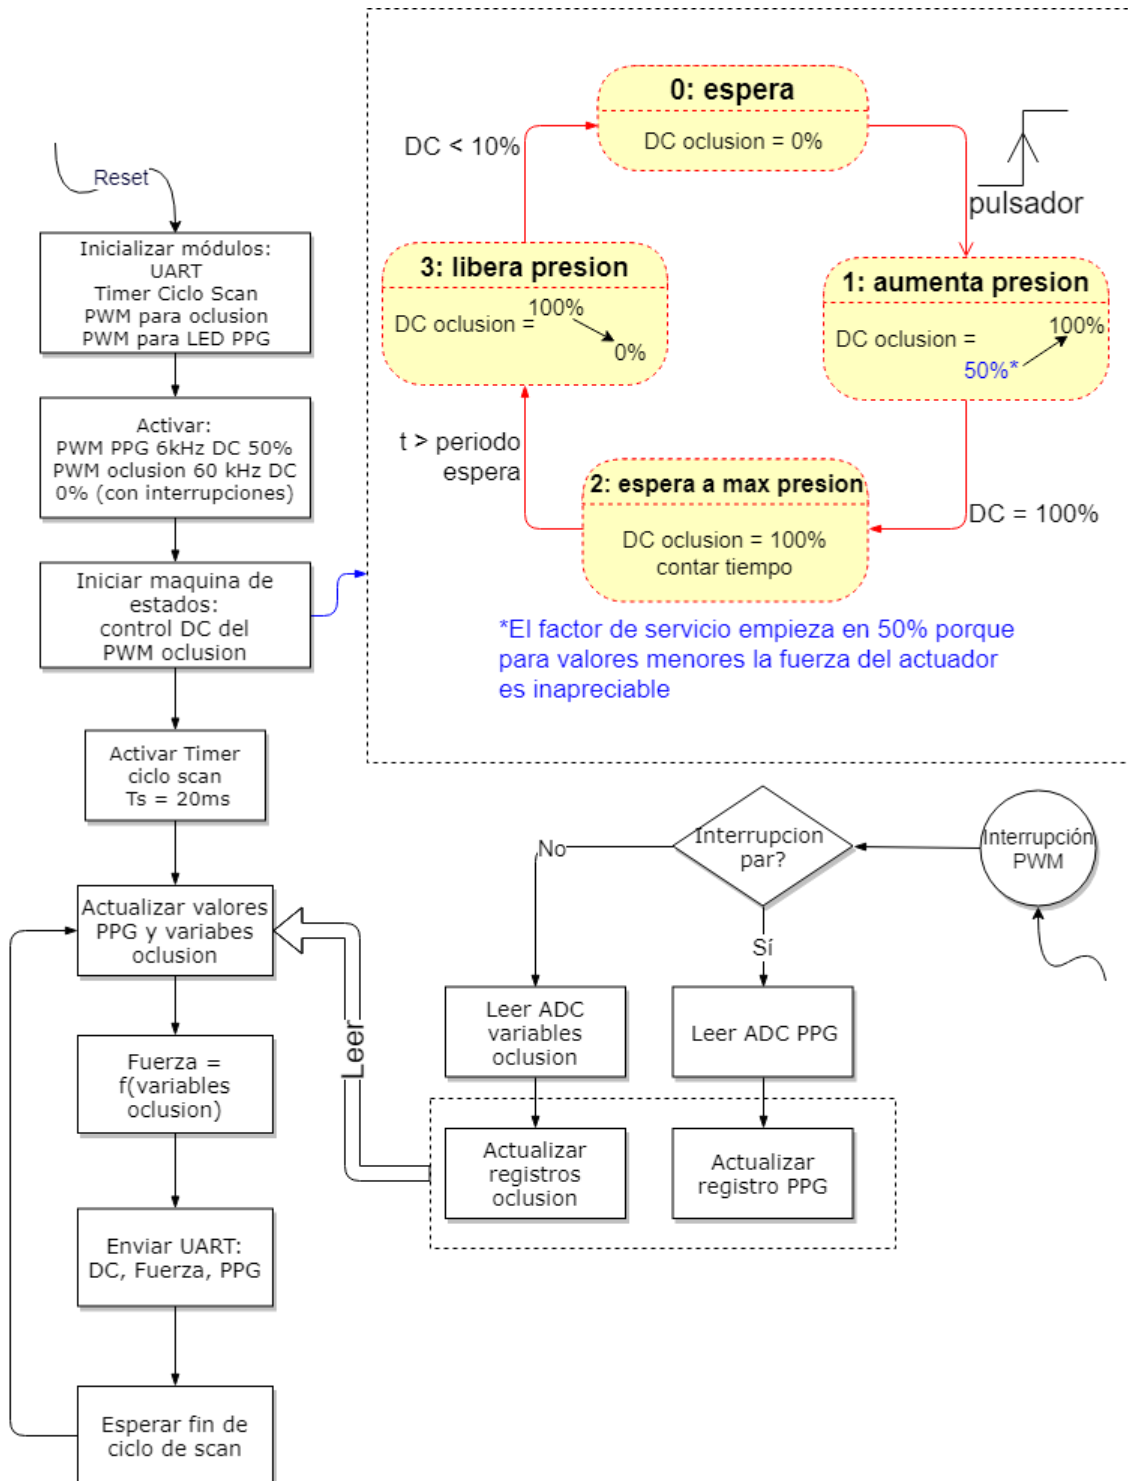 Reset
Inicializar módulos:
UART
Timer Ciclo Scan
PWM para oclusion
PWM para LED PPG
Activar:
PWM PPG 6kHz DC 50%
PWM oclusion 60 kHz DC
0% (con interrupciones)
Iniciar maquina de
estados:
control DC del
PWM oclusion
Activar Timer
ciclo scan
Ts = 20ms
Actualizar valores
PPG y variabes
oclusion
Fuerza =
f(variables
oclusion)
Enviar UART:
DC, Fuerza, PPG
Esperar fin de
ciclo de scan
0: espera
DC oclusion = 0%
pulsador
1: aumenta presion
DC oclusion =
100%
50%*
DC = 100%
2: espera a max presion
DC oclusion = 100%
contar tiempo
t > periodo
espera
3: libera presion
DC oclusion =
100%
0%
DC < 10%
*El factor de servicio empieza en 50% porque
para valores menores la fuerza del actuador
es inapreciable
Interrupción
PWM
Interrupcion
par?
No
Sí
Leer ADC
variables
oclusion
Leer ADC PPG
Actualizar
registros
oclusion
Actualizar
registro PPG
Leer